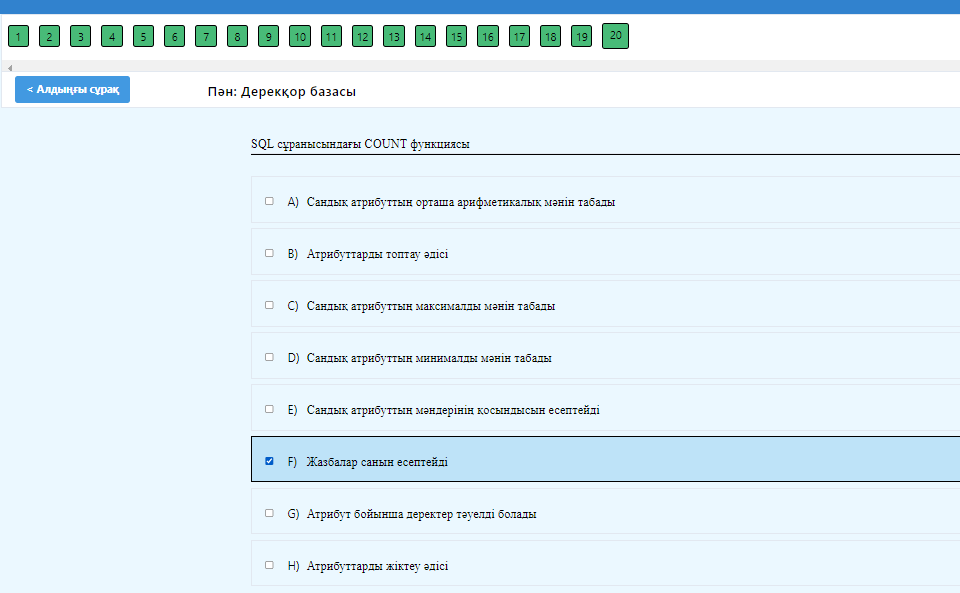 1 2 3 4 5 6 7 8 9 10 11 12 13 14 15 16 17 18 19 20
< Алдыңғы сұрақ
Пән: Дерекқор базасы
SQL сұранысындағы COUNT функциясы
A) Сандық атрибуттың орташа арифметикалық мәнін табады
B) Атрибуттарды топтау әдісі
C) Сандық атрибуттың максималды мәнін табады
D) Сандық атрибуттың минималды мәнін табады
E) Сандық атрибуттың мәндерінің қосындысын есептейді
F) Жазбалар санын есептейді
G) Атрибут бойынша деректер тәуелді болады
H) Атрибуттарды жіктеу әдісі